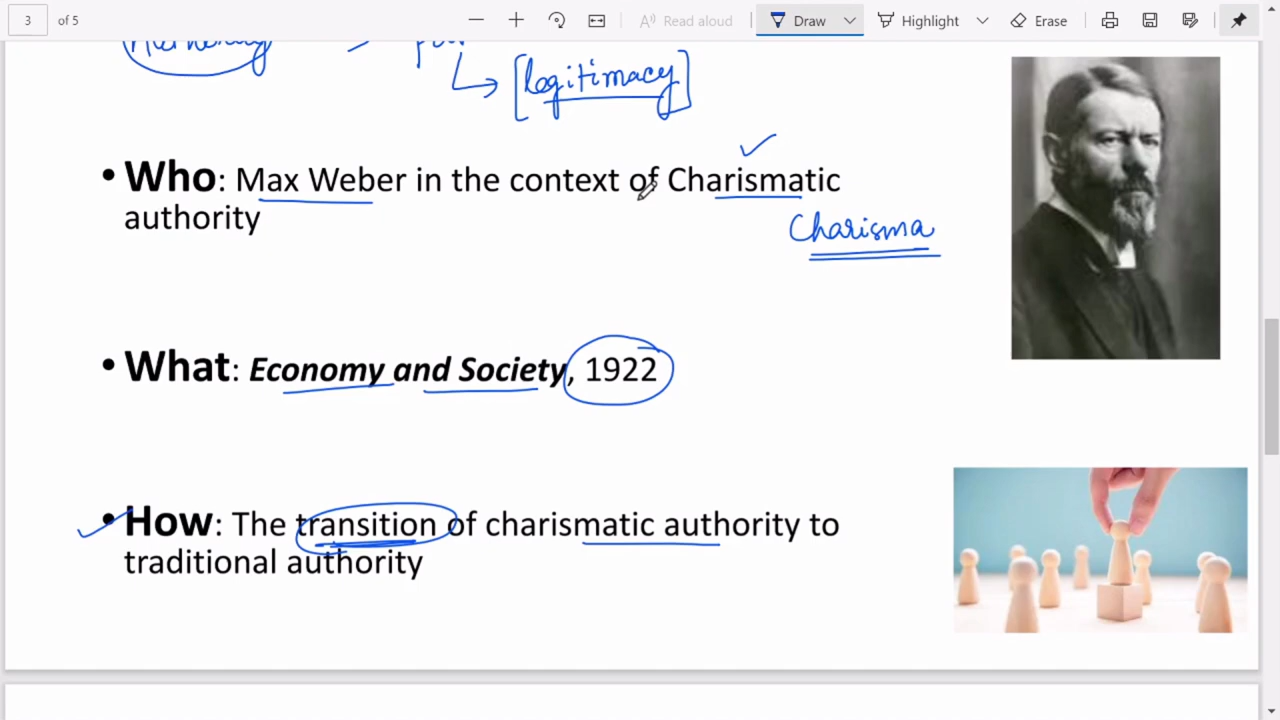 3 of 5 Read aloud Draw Highlight Erase
[legitimacy]
• Who: Max Weber in the context of Charismatic
authority
Charisma
• What: Economy and Society, 1922
• How: The transition of charismatic authority to
traditional authority